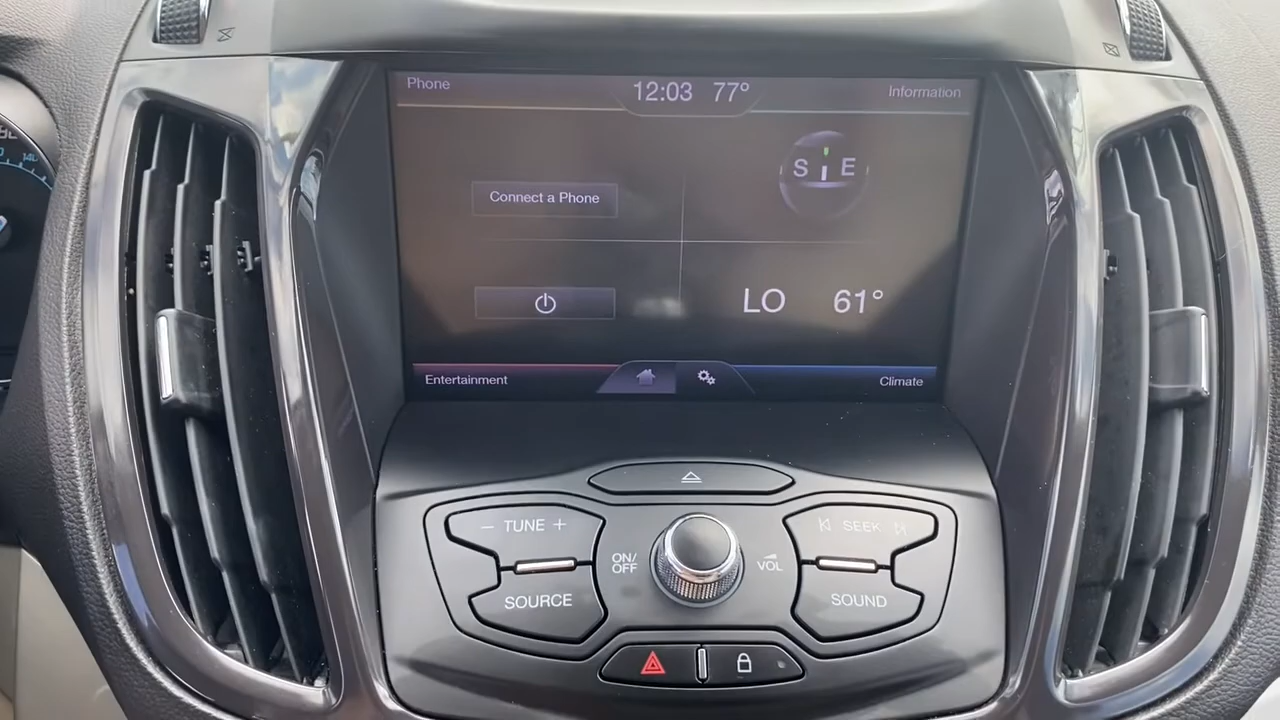 Phone
12:03 77°
Information
S E
Connect a Phone
LO 61°
Entertainment
Climate
− TUNE +
SEEK
ON/
OFF
VOL
SOURCE
SOUND